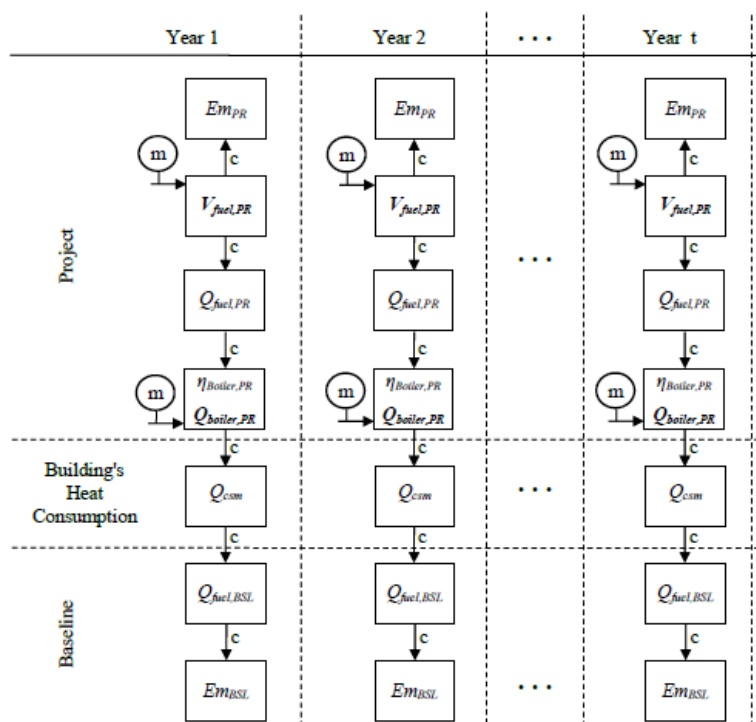 Year 1 Year 2 • • • Year t
Em_PR Em_PR Em_PR
m c m c m c
V_fuel,PR V_fuel,PR V_fuel,PR
c c c
Project • • •
Q_fuel,PR Q_fuel,PR Q_fuel,PR
c c c
m η_Boiler,PR m η_Boiler,PR m η_Boiler,PR
Q_boiler,PR Q_boiler,PR Q_boiler,PR
c c c
Building's
Heat Q_csm Q_csm • • • Q_csm
Consumption
c c c
Q_fuel,BSL Q_fuel,BSL Q_fuel,BSL
Baseline c c c
Em_BSL Em_BSL • • • Em_BSL